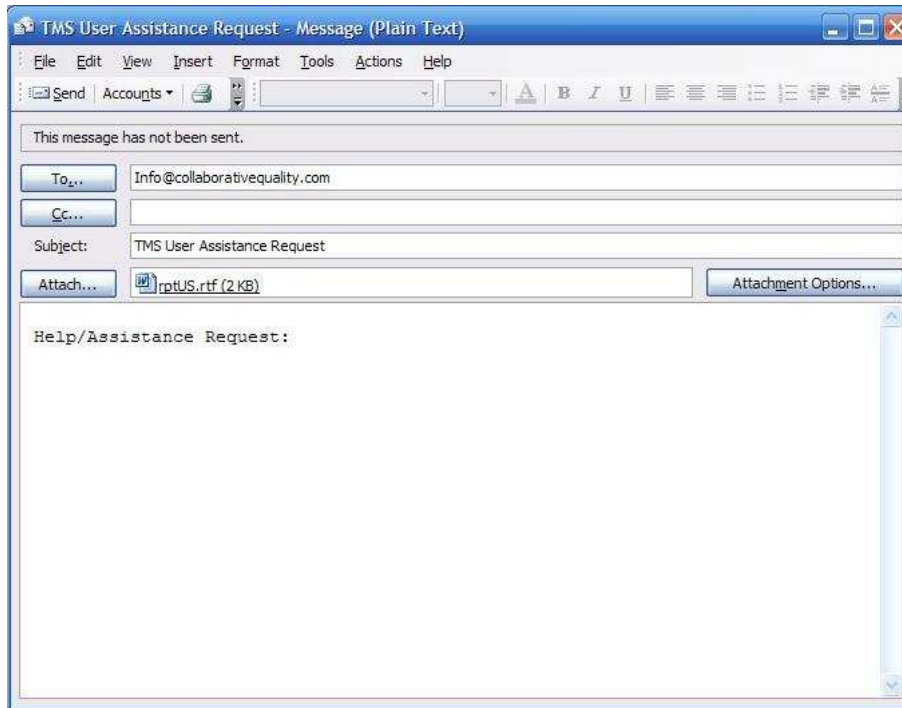 TMS User Assistance Request - Message (Plain Text)
File Edit View Insert Format Tools Actions Help
Send Accounts A B I U
This message has not been sent.
To... Info@collaborativequality.com
Cc...
Subject: TMS User Assistance Request
Attach... rptUS.rtf (2 KB) Attachment Options...
Help/Assistance Request: